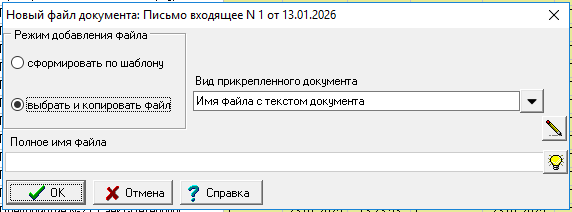 Новый файл документа: Письмо входящее N 1 от 13.01.2026
Режим добавления файла
сформировать по шаблону
выбрать и копировать файл
Вид прикрепленного документа
Имя файла с текстом документа
Полное имя файла
OK
Отмена
Справка